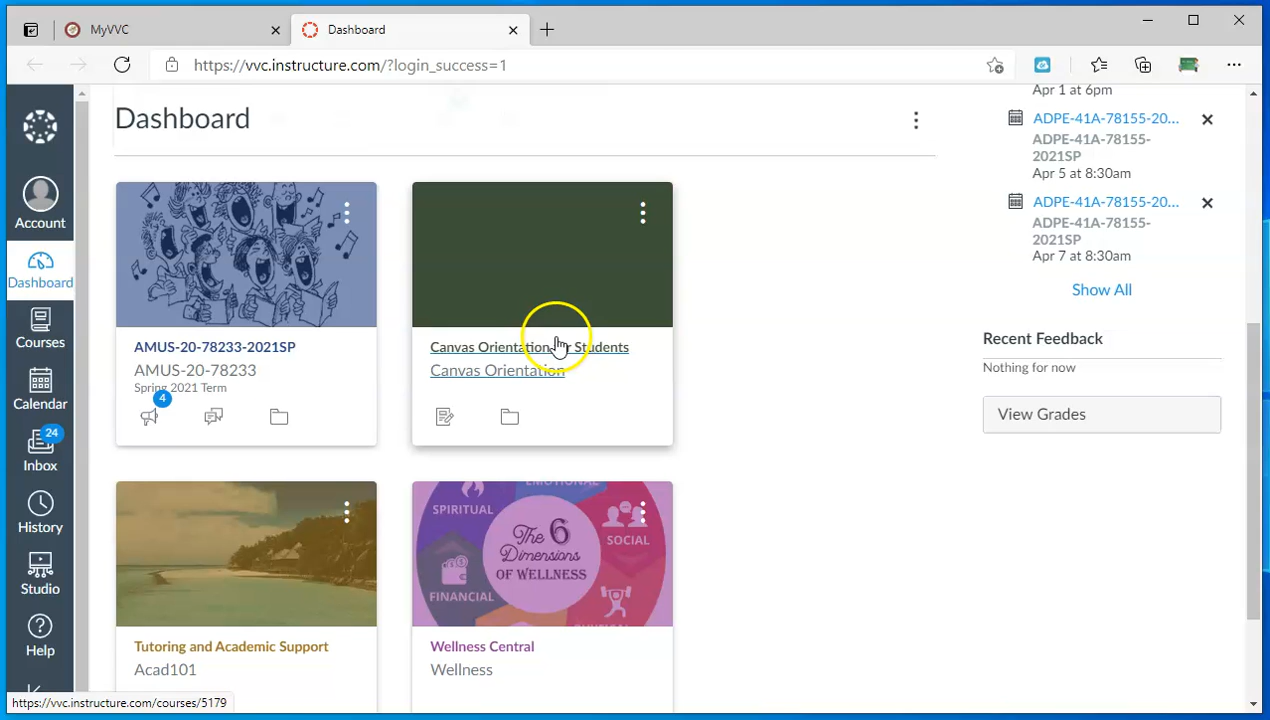 MyVVC
Dashboard
https://vvc.instructure.com/?login_success=1
Account
Dashboard
Courses
Calendar
24
Inbox
History
Studio
Help
Dashboard
AMUS-20-78233-2021SP
AMUS-20-78233
Spring 2021 Term
4
Canvas Orientation for Students
Canvas Orientation
Tutoring and Academic Support
Acad101
EMOTIONAL
SPIRITUAL
SOCIAL
The 6
Dimensions
OF WELLNESS
FINANCIAL
Wellness Central
Wellness
Apr 1 at 6pm
ADPE-41A-78155-20...
ADPE-41A-78155-
2021SP
Apr 5 at 8:30am
ADPE-41A-78155-20...
ADPE-41A-78155-
2021SP
Apr 7 at 8:30am
Show All
Recent Feedback
Nothing for now
View Grades
https://vvc.instructure.com/courses/5179